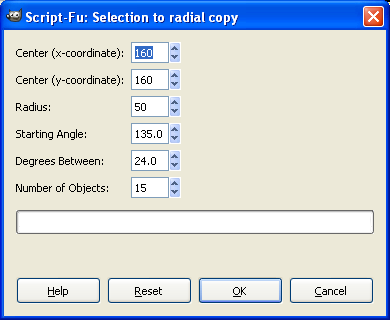 Script-Fu: Selection to radial copy
Center (x-coordinate): 160
Center (y-coordinate): 160
Radius: 50
Starting Angle: 135.0
Degrees Between: 24.0
Number of Objects: 15
Help Reset OK Cancel